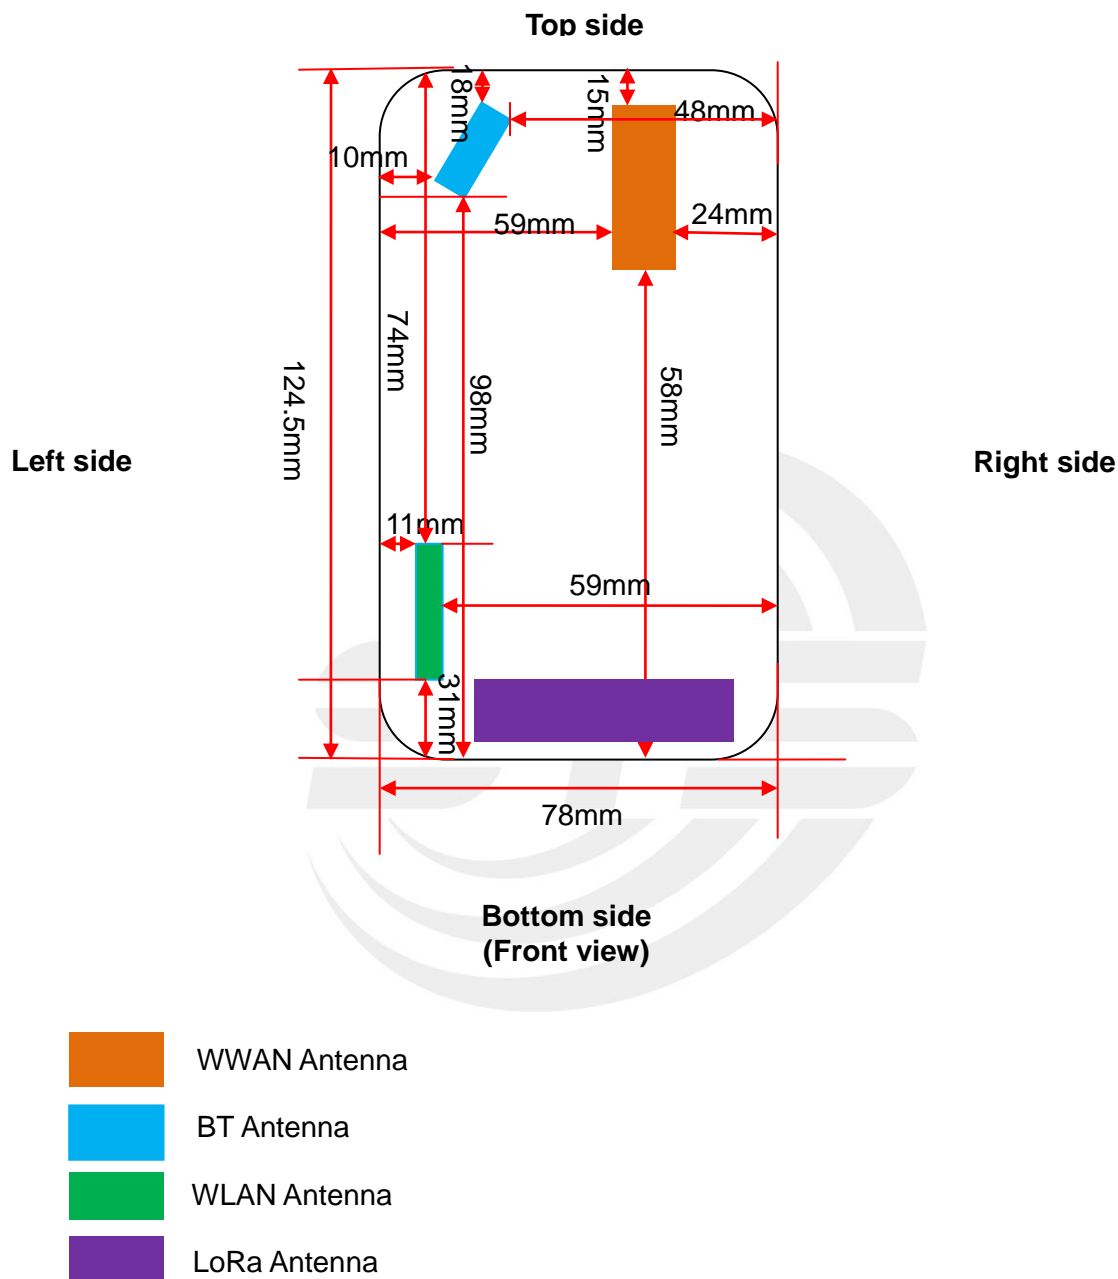 Top side
18mm
15mm
48mm
10mm
59mm
24mm
74mm
124.5mm
98mm
58mm
Left side
Right side
11mm
59mm
31mm
78mm
Bottom side
(Front view)
WWAN Antenna
BT Antenna
WLAN Antenna
LoRa Antenna